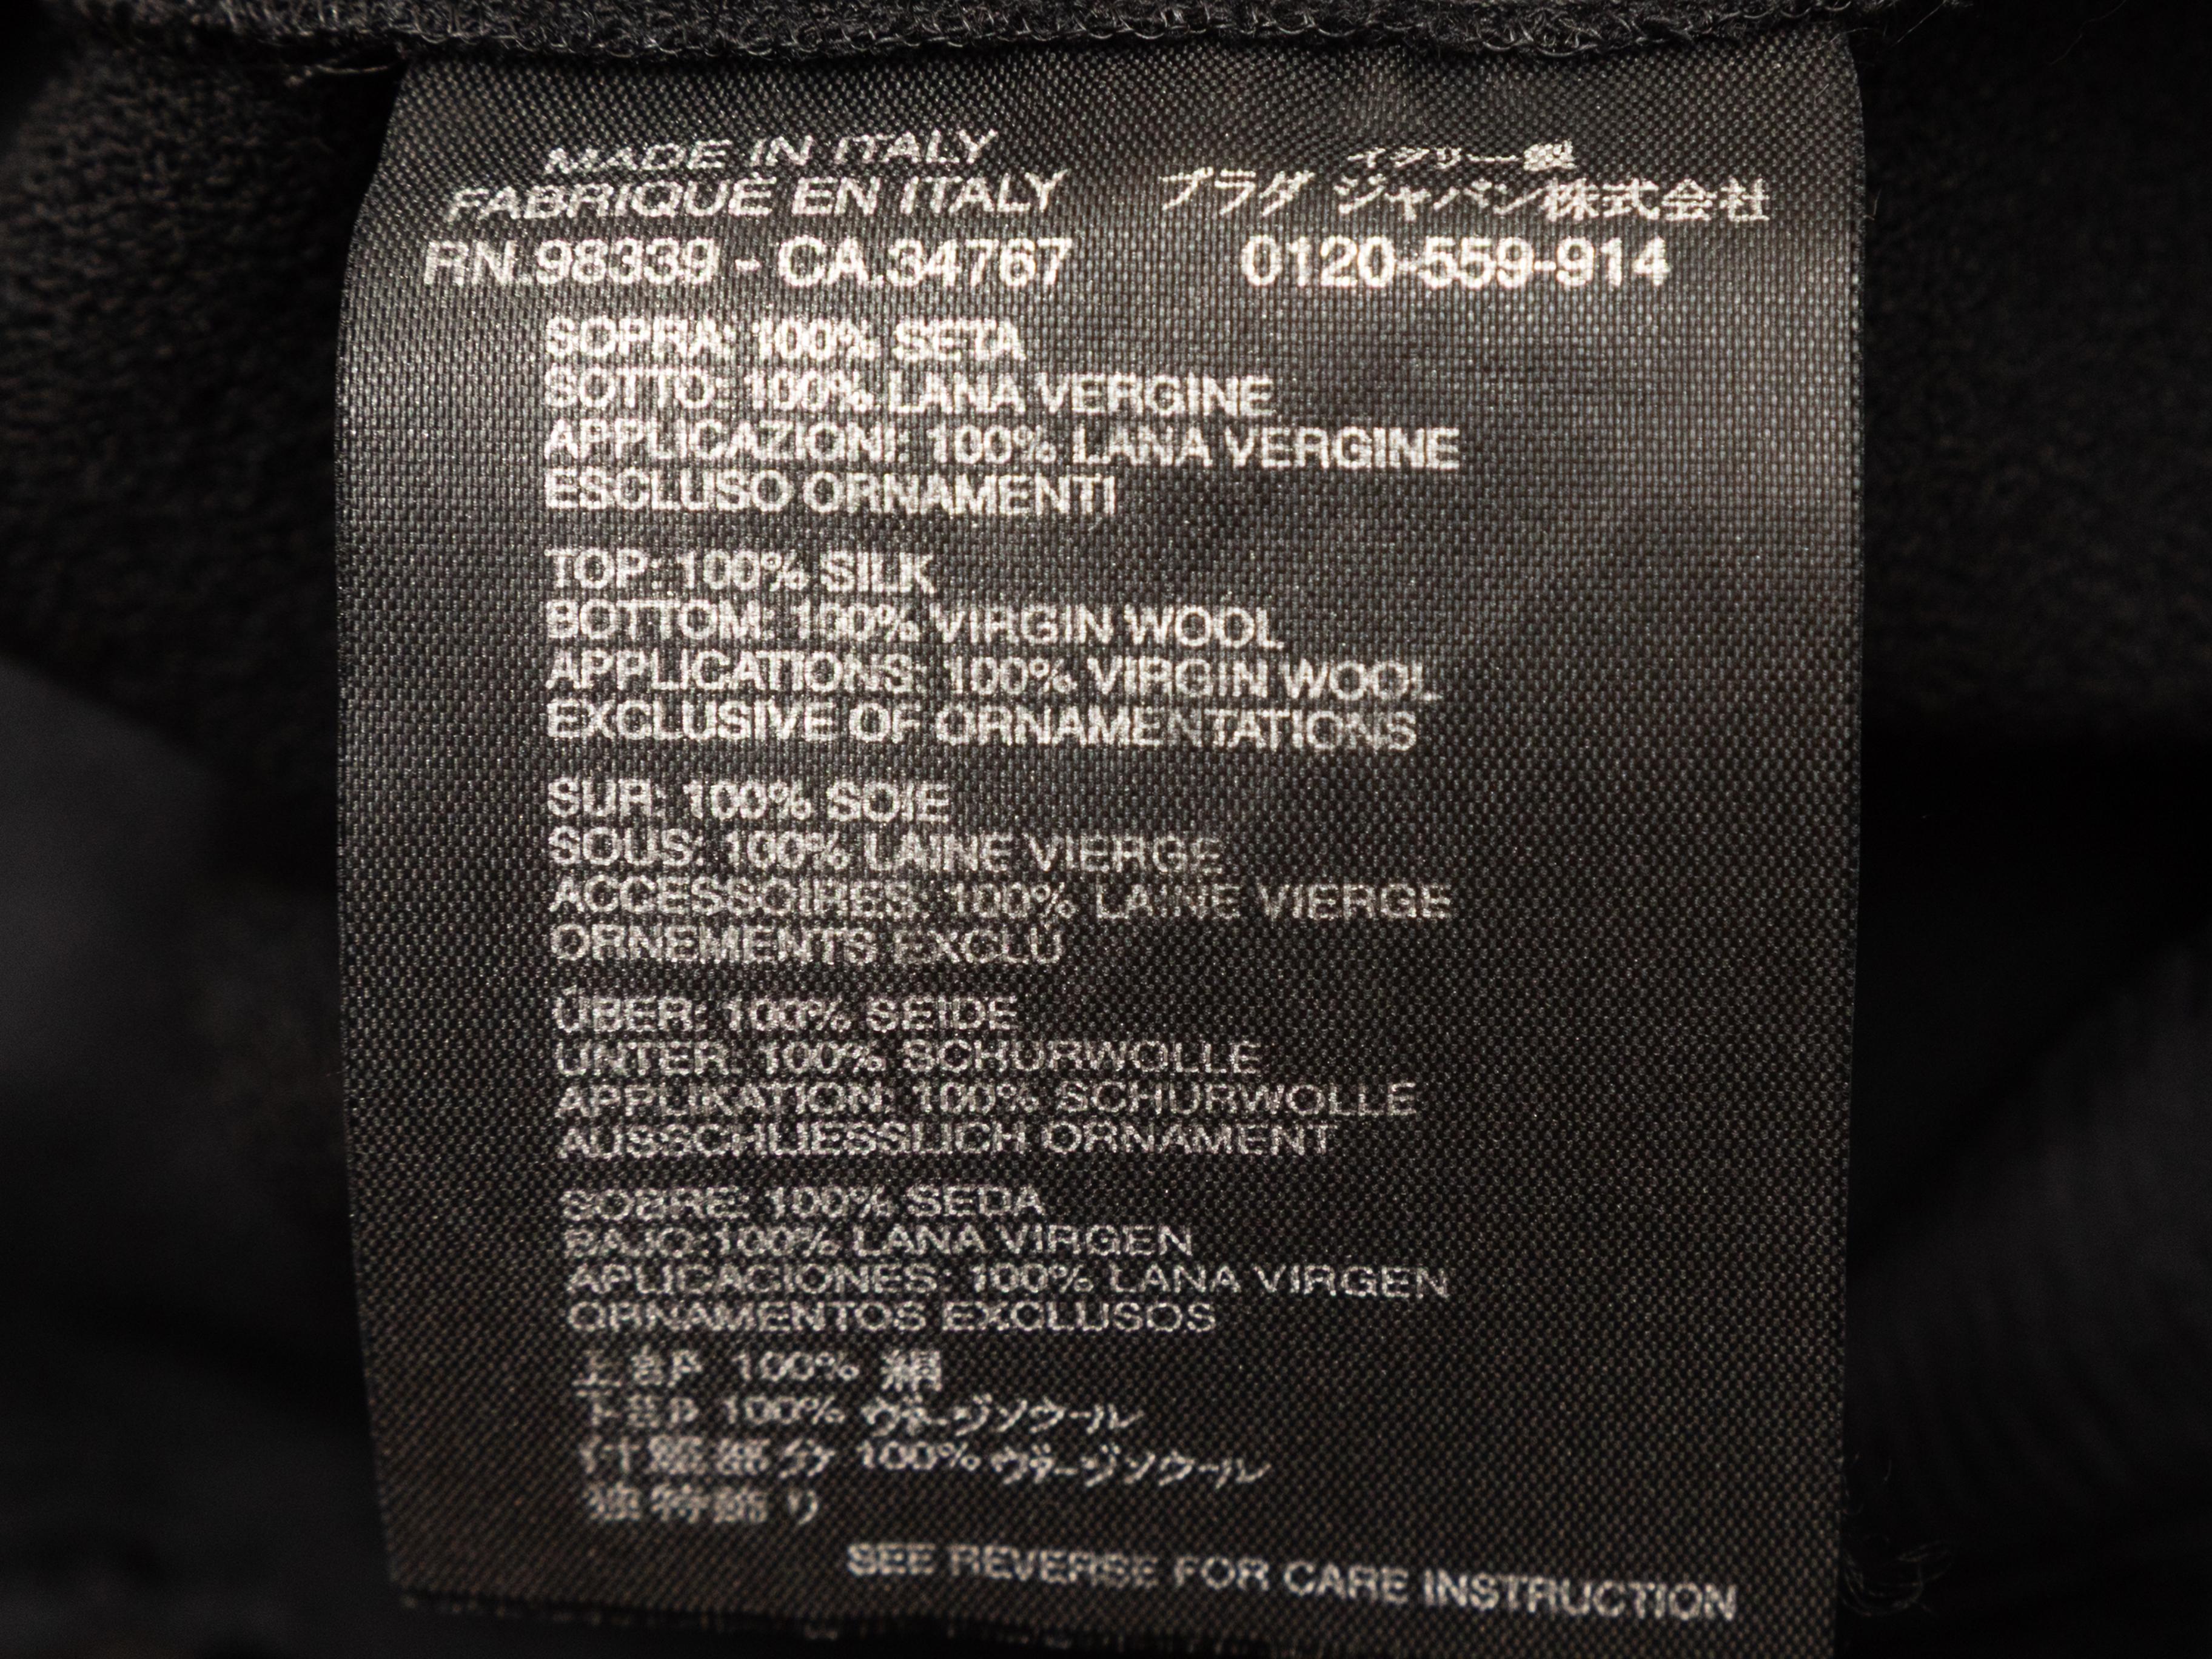 MADE IN ITALY
FABRIQUÉ EN ITALY
RN.98339 - CA.34767
イタリー製
プラダ ジャパン株式会社
0120-559-914
SOPRA: 100% SETA
SOTTO: 100% LANA VERGINE
APPLICAZIONI: 100% LANA VERGINE
ESCLUSO ORNAMENTI
TOP: 100% SILK
BOTTOM: 100% VIRGIN WOOL
APPLICATIONS: 100% VIRGIN WOOL
EXCLUSIVE OF ORNAMENTATIONS
SUR: 100% SOIE
SOUS: 100% LAINE VIERGE
ACCESSOIRES: 100% LAINE VIERGE
ORNEMENTS EXCLU
ÜBER: 100% SEIDE
UNTER: 100% SCHURWOLLE
APPLIKATION: 100% SCHURWOLLE
AUSSCHLIESSLICH ORNAMENT
SOBRE: 100% SEDA
BAJO: 100% LANA VIRGEN
APLICACIONES: 100% LANA VIRGEN
ORNAMENTOS EXCLUSOS
上部 100% 絹
下部 100% ヴァージンウール
付属部分 100% ヴァージンウール
特飾り
SEE REVERSE FOR CARE INSTRUCTION